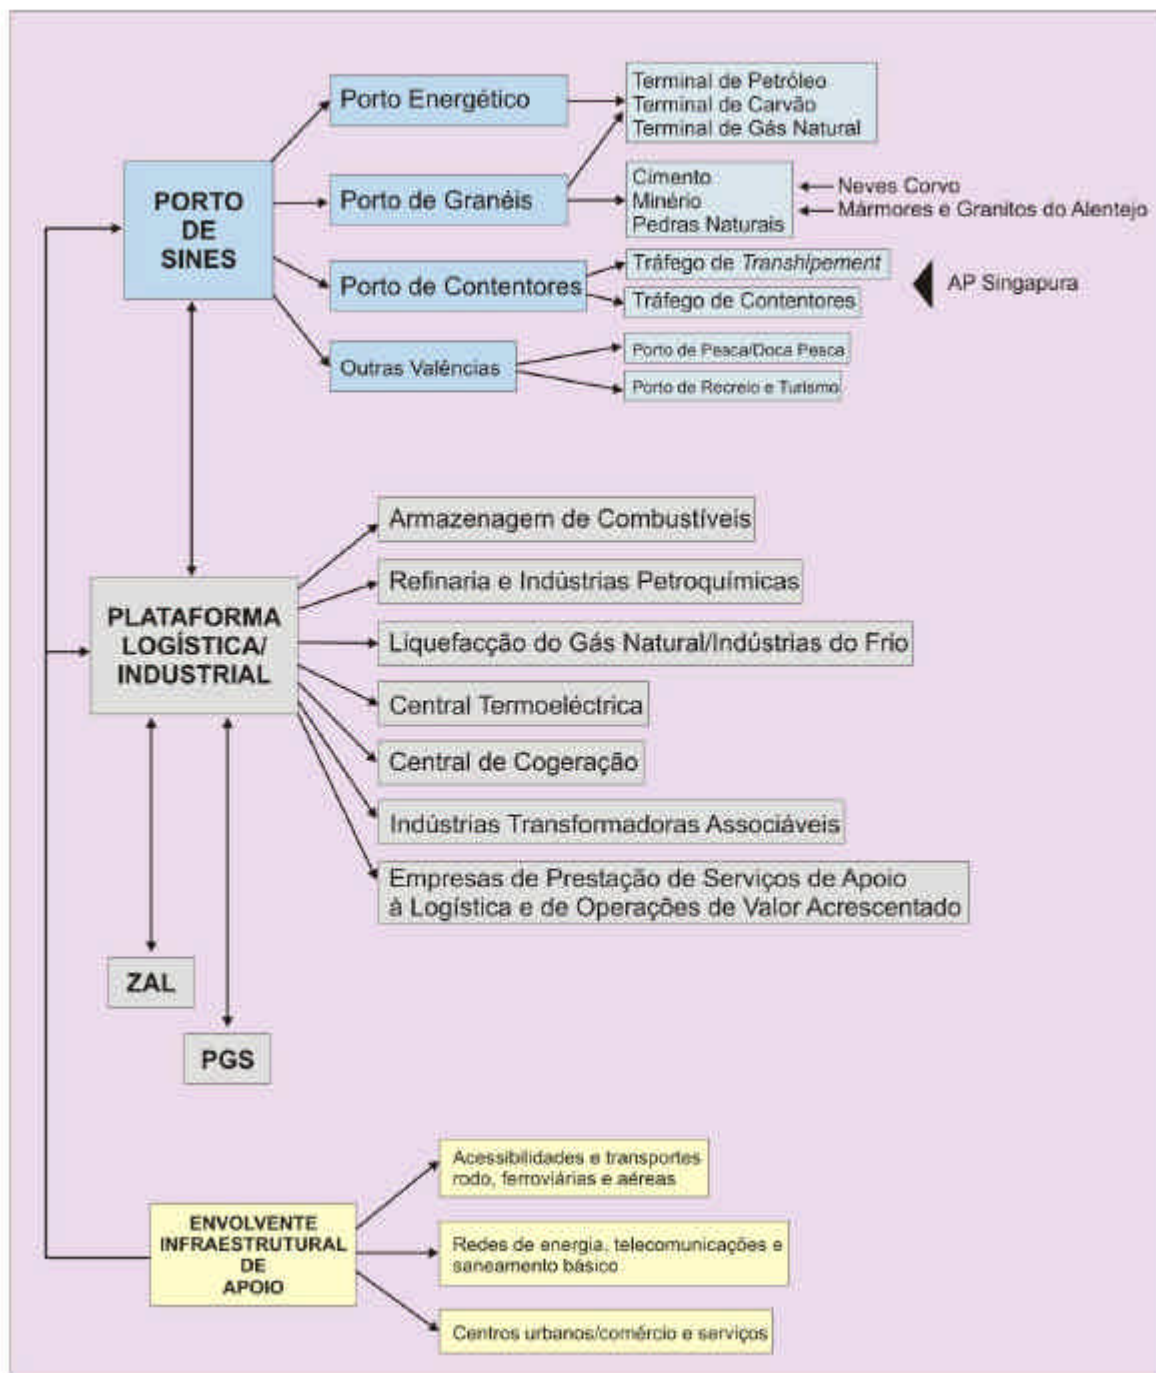 PORTO
DE
SINES
Porto Energético
Terminal de Petróleo
Terminal de Carvão
Terminal de Gás Natural
Porto de Granéis
Cimento
Minério
Pedras Naturais
Neves Corvo
Mármores e Granitos do Alentejo
Porto de Contentores
Tráfego de Transhipement
Tráfego de Contentores
AP Singapura
Outras Valências
Porto de Pesca/Doca Pesca
Porto de Recreio e Turismo
PLATAFORMA
LOGÍSTICA/
INDUSTRIAL
Armazenagem de Combustíveis
Refinaria e Indústrias Petroquímicas
Liquefacção do Gás Natural/Indústrias do Frio
Central Termoeléctrica
Central de Cogeração
Indústrias Transformadoras Associáveis
Empresas de Prestação de Serviços de Apoio
à Logística e de Operações de Valor Acrescentado
ZAL
PGS
ENVOLVENTE
INFRAESTRUTURAL
DE
APOIO
Acessibilidades e transportes
rodo, ferroviárias e aéreas
Redes de energia, telecomunicações e
saneamento básico
Centros urbanos/comércio e serviços